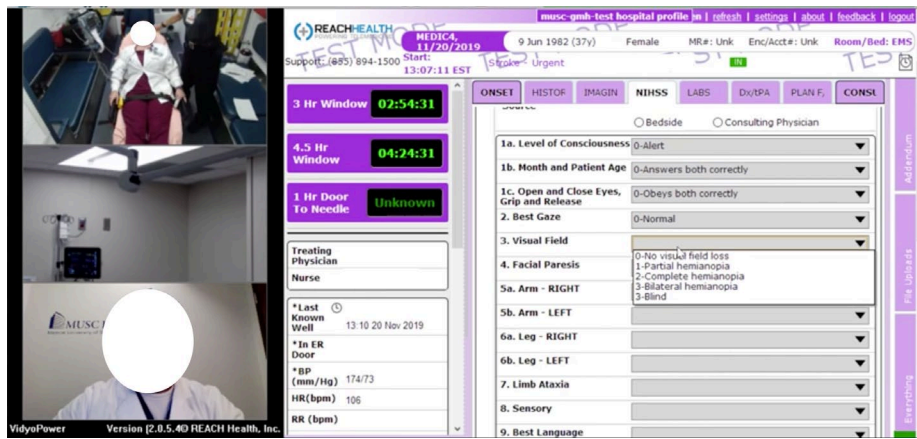 musc-gmh-test hospital profile
refresh | settings | about | feedback | logout
REACHHEALTH
TEST MODE
MEDIC4,
11/20/2019
Start:
13:07:11 EST
9 Jun 1982 (37y) Female MR#: Unk Enc/Acct#: Unk Room/Bed: EMS
Support: (855) 894-1500
Stroke - Urgent
IN
3 Hr Window 02:54:31
4.5 Hr
Window 04:24:31
1 Hr Door
To Needle Unknown
Treating
Physician
Nurse
*Last
Known
Well 13:10 20 Nov 2019
*In ER
Door
*BP
(mm/Hg) 174/73
HR(bpm) 106
RR (bpm)
ONSET HISTOR IMAGIN NIHSS LABS Dx/tPA PLAN F, CONSL
Source
Bedside Consulting Physician
1a. Level of Consciousness 0-Alert
1b. Month and Patient Age 0-Answers both correctly
1c. Open and Close Eyes,
Grip and Release 0-Obeys both correctly
2. Best Gaze 0-Normal
3. Visual Field
0-No visual field loss
1-Partial hemianopia
2-Complete hemianopia
3-Bilateral hemianopia
3-Blind
4. Facial Paresis
5a. Arm - RIGHT
5b. Arm - LEFT
6a. Leg - RIGHT
6b. Leg - LEFT
7. Limb Ataxia
8. Sensory
9. Best Language
Addendum
File Uploads
Everything
MUSC
VidyoPower Version [2.0.5.4© REACH Health, Inc.